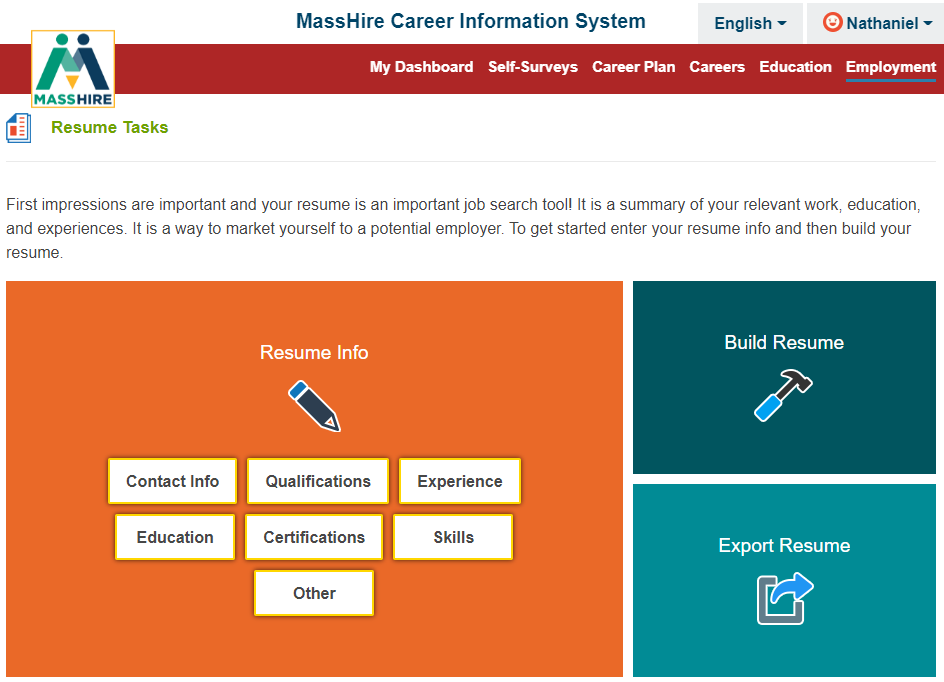 MassHire Career Information System
English
Nathaniel
MASSHIRE
My Dashboard Self-Surveys Career Plan Careers Education Employment
Resume Tasks
First impressions are important and your resume is an important job search tool! It is a summary of your relevant work, education,
and experiences. It is a way to market yourself to a potential employer. To get started enter your resume info and then build your
resume.
Resume Info
Contact Info Qualifications Experience
Education Certifications Skills
Other
Build Resume
Export Resume